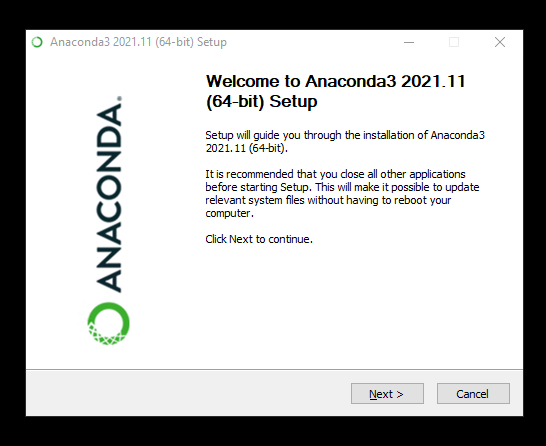 Anaconda3 2021.11 (64-bit) Setup
Welcome to Anaconda3 2021.11
(64-bit) Setup
Setup will guide you through the installation of Anaconda3
2021.11 (64-bit).
It is recommended that you close all other applications
before starting Setup. This will make it possible to update
relevant system files without having to reboot your
computer.
Click Next to continue.
ANACONDA.
Next >
Cancel